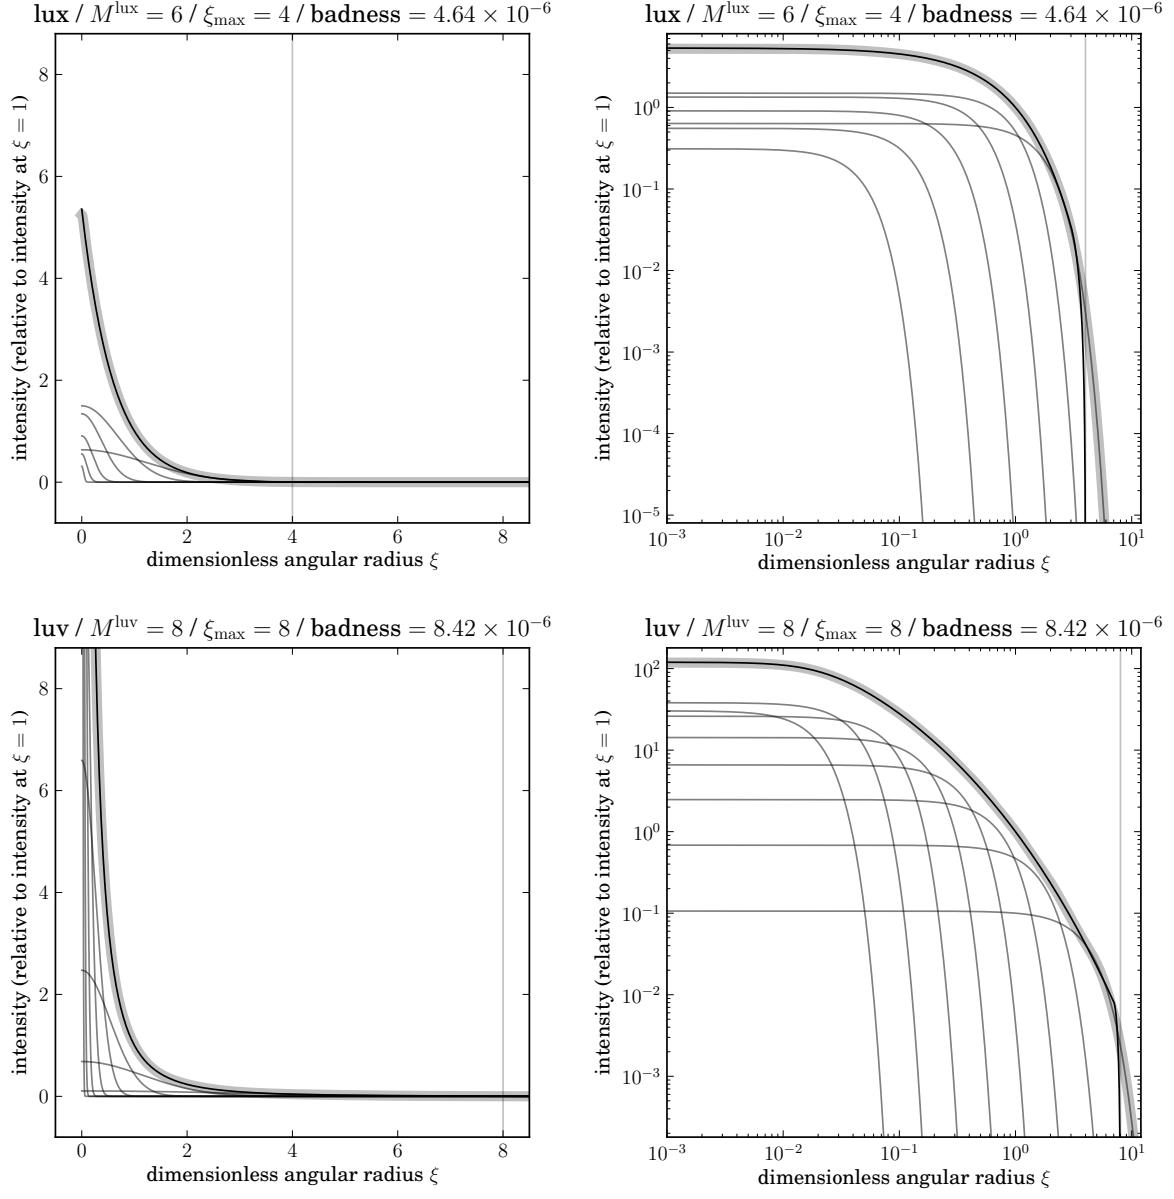 lux / M^lux = 6 / ξ_max = 4 / badness = 4.64 × 10^−6
intensity (relative to intensity at ξ = 1)
8
6
4
2
0
0 2 4 6 8
dimensionless angular radius ξ
lux / M^lux = 6 / ξ_max = 4 / badness = 4.64 × 10^−6
intensity (relative to intensity at ξ = 1)
10^0
10^−1
10^−2
10^−3
10^−4
10^−5
10^−3 10^−2 10^−1 10^0 10^1
dimensionless angular radius ξ
luv / M^luv = 8 / ξ_max = 8 / badness = 8.42 × 10^−6
intensity (relative to intensity at ξ = 1)
8
6
4
2
0
0 2 4 6 8
dimensionless angular radius ξ
luv / M^luv = 8 / ξ_max = 8 / badness = 8.42 × 10^−6
intensity (relative to intensity at ξ = 1)
10^2
10^1
10^0
10^−1
10^−2
10^−3
10^−3 10^−2 10^−1 10^0 10^1
dimensionless angular radius ξ